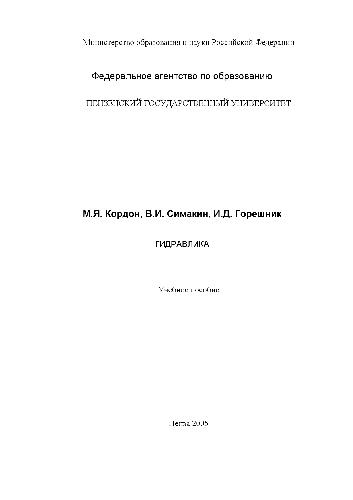 Министерство образования и науки Российской Федерации
Федеральное агентство по образованию
ПЕНЗЕНСКИЙ ГОСУДАРСТВЕННЫЙ УНИВЕРСИТЕТ
М.Я. Кордон, В.И. Симакин, И.Д. Горешник
ГИДРАВЛИКА
Учебное пособие
Пенза 2005